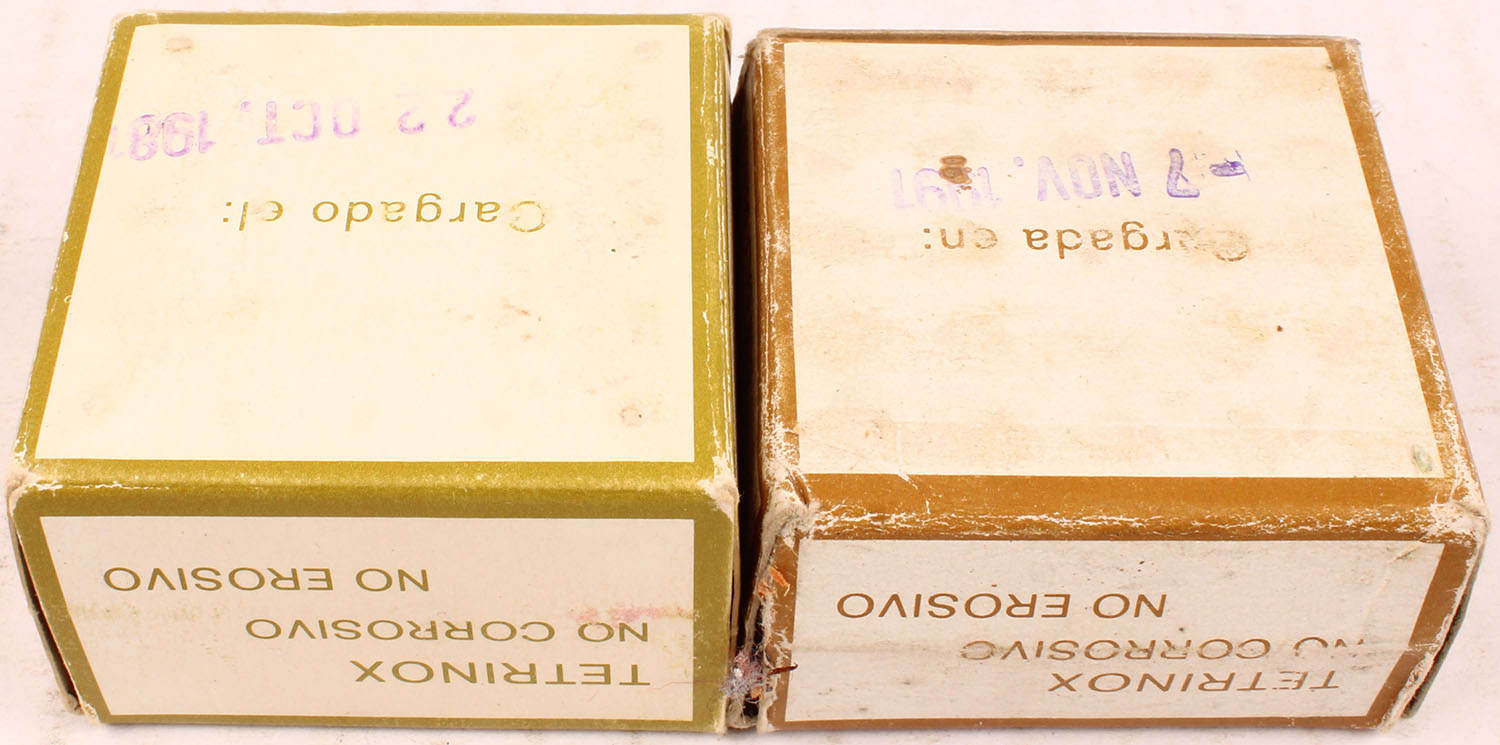 TETRINOX
NO CORROSIVO
NO EROSIVO
Cargada en:
-7 NOV. 1991
TETRINOX
NO CORROSIVO
NO EROSIVO
Cargado el:
22 OCT. 1981